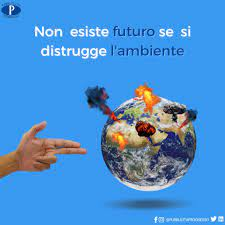 P
Non esiste futuro se si
distrugge l'ambiente